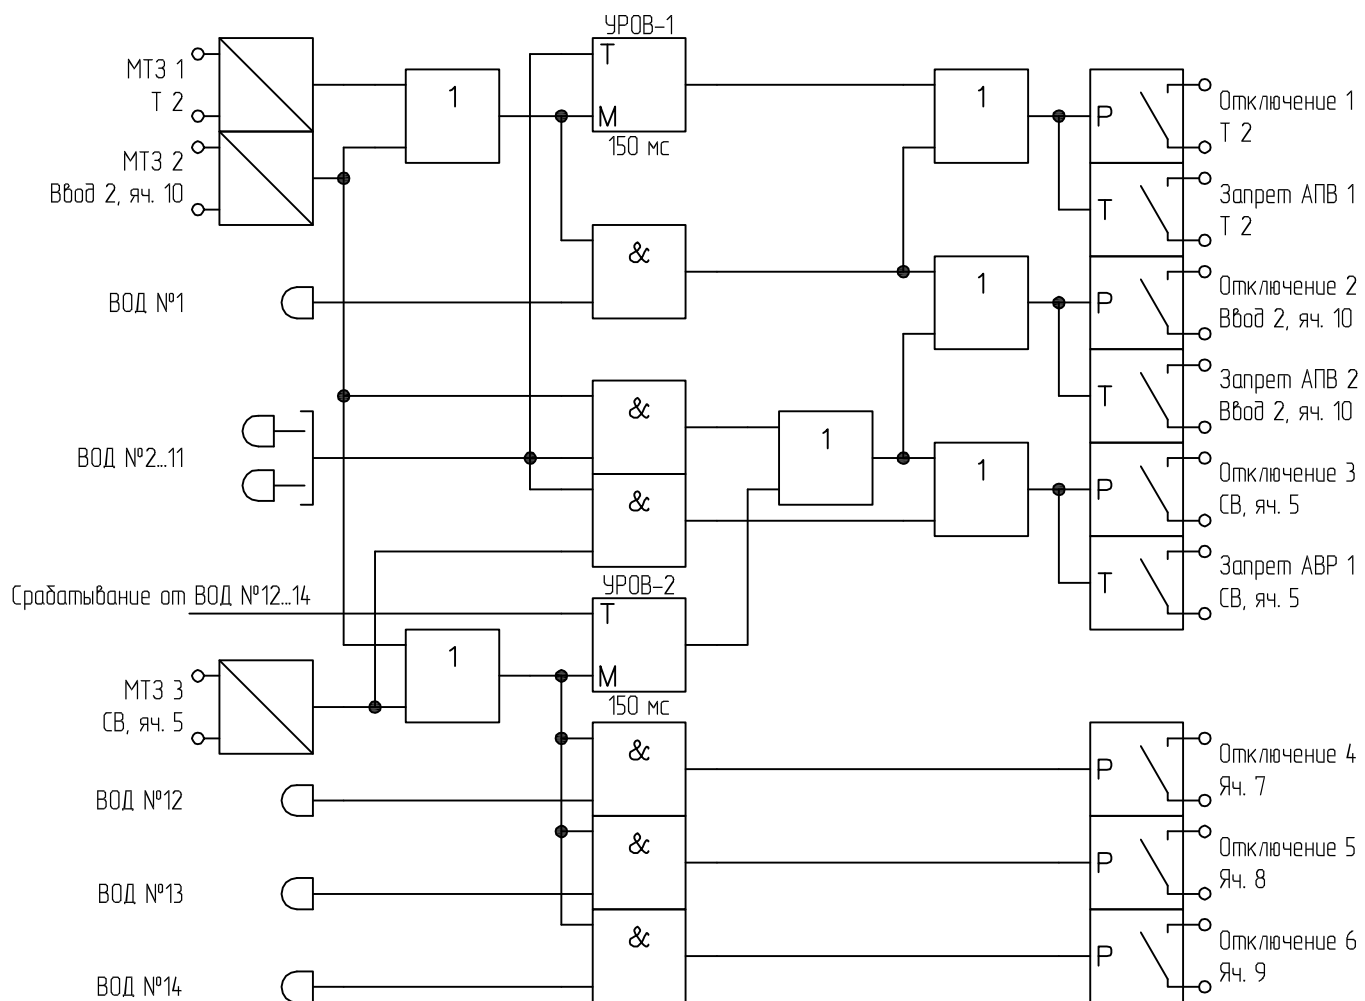 УРОВ-1
МТЗ 1
Т 2
1
Т
М
150 мс
1
Р
Отключение 1
Т 2
МТЗ 2
Ввод 2, яч. 10
Т
Запрет АПВ 1
Т 2
&
ВОД №1
1
Р
Отключение 2
Ввод 2, яч. 10
Т
Запрет АПВ 2
Ввод 2, яч. 10
&
ВОД №2...11
1
1
Р
Отключение 3
СВ, яч. 5
&
Т
Запрет АВР 1
СВ, яч. 5
Срабатывание от ВОД №12...14
УРОВ-2
Т
М
150 мс
1
МТЗ 3
СВ, яч. 5
&
Р
Отключение 4
Яч. 7
ВОД №12
&
Р
Отключение 5
Яч. 8
ВОД №13
&
Р
Отключение 6
Яч. 9
ВОД №14